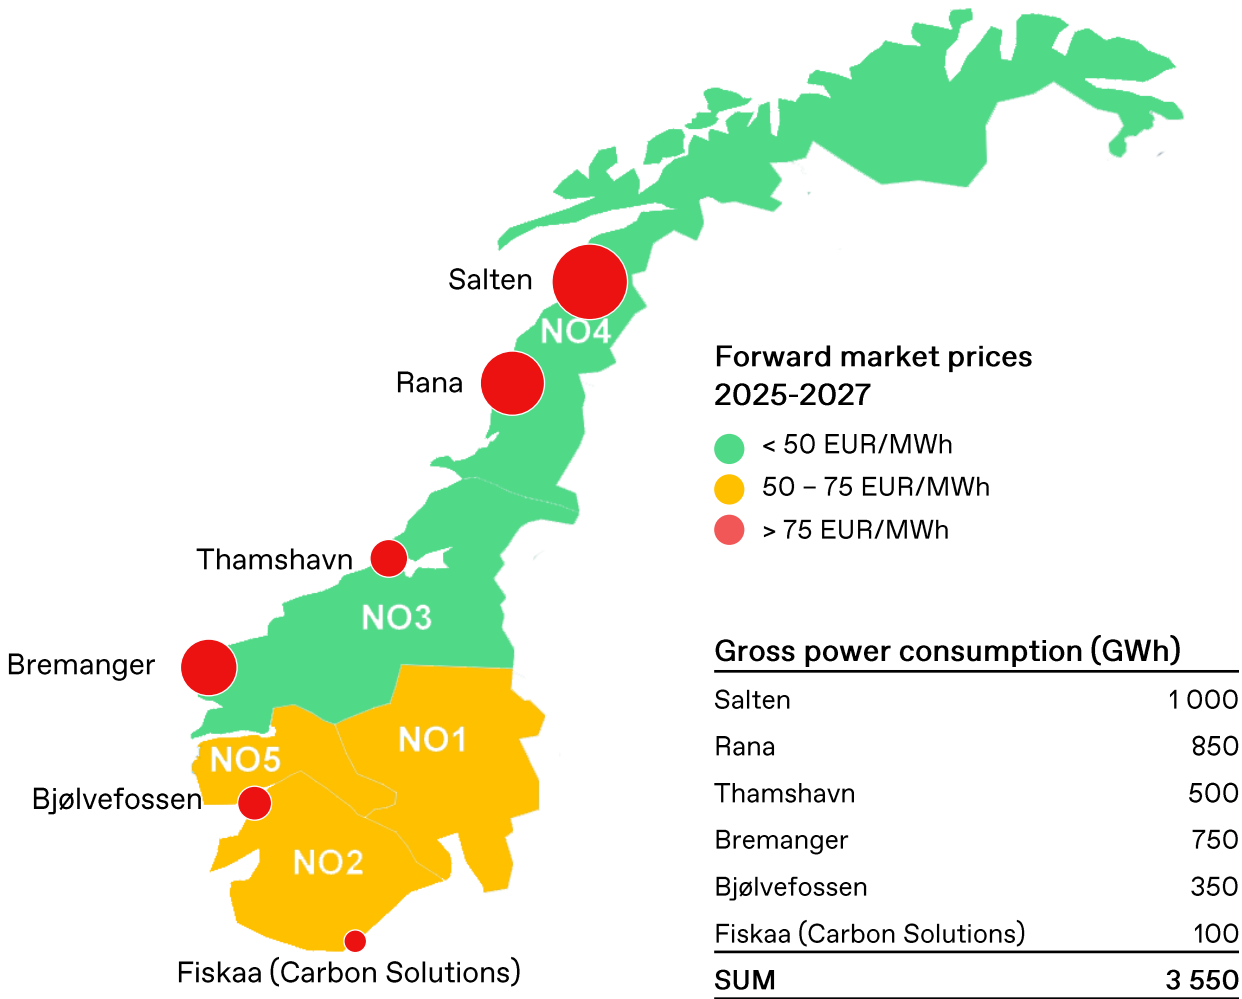 Salten
NO4
Rana
Thamshavn
NO3
Bremanger
NO5
NO1
Bjølvefossen
NO2
Fiskaa (Carbon Solutions)
Forward market prices
2025-2027
< 50 EUR/MWh
50 – 75 EUR/MWh
> 75 EUR/MWh
Gross power consumption (GWh)
Salten 1 000
Rana 850
Thamshavn 500
Bremanger 750
Bjølvefossen 350
Fiskaa (Carbon Solutions) 100
SUM 3 550